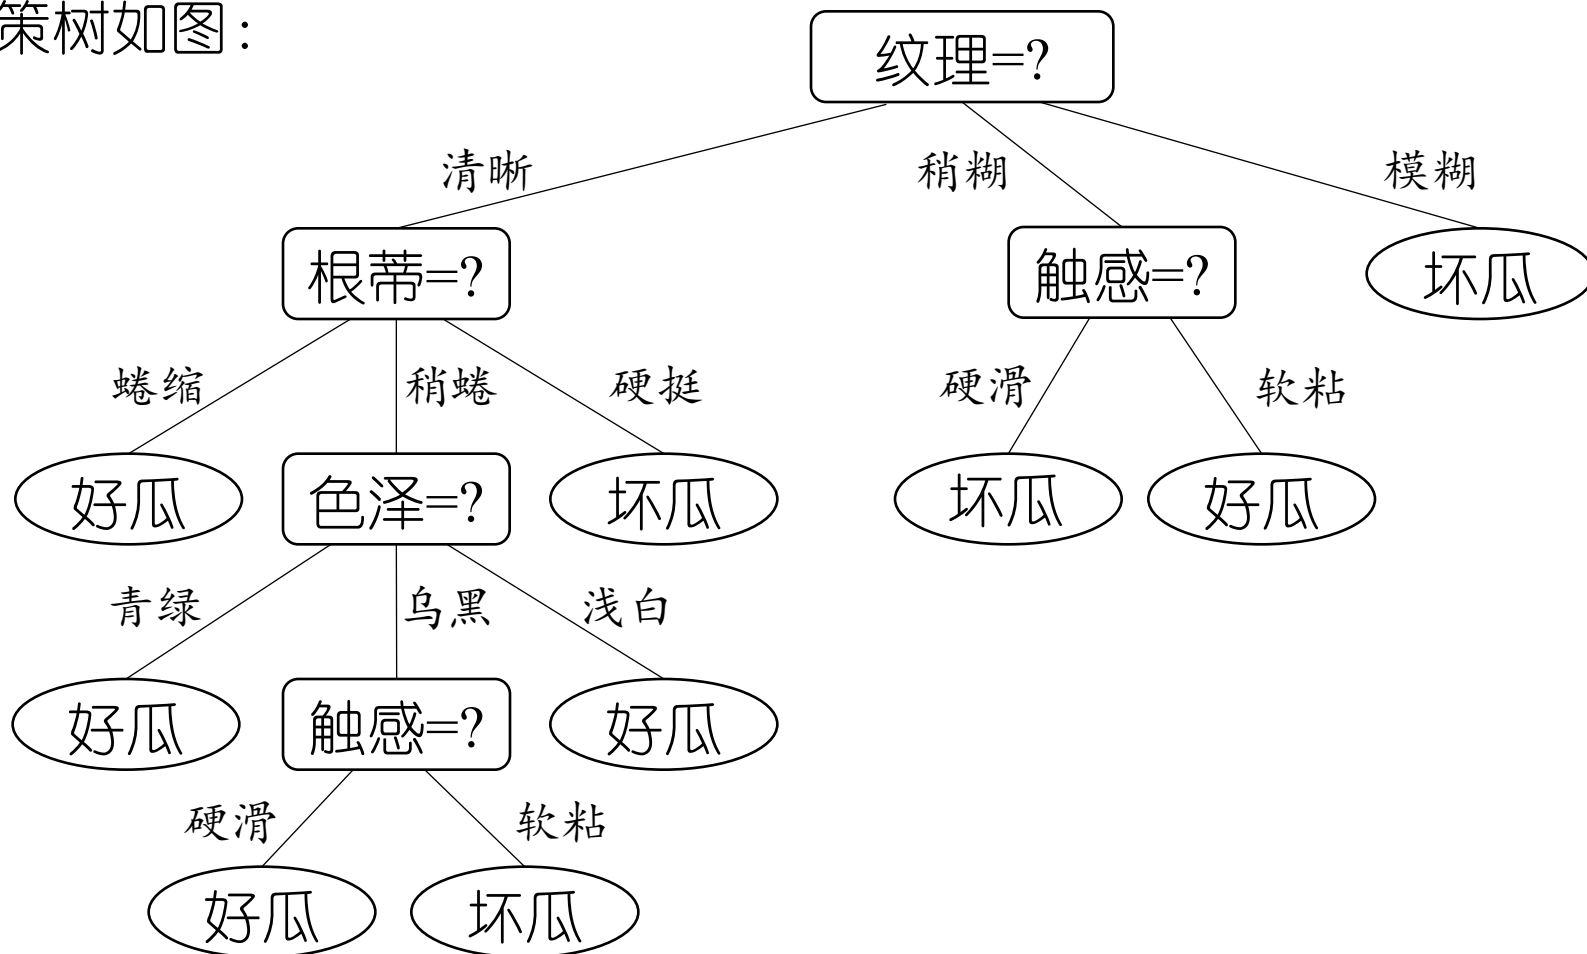 策树如图：
纹理=?
清晰 稍糊 模糊
根蒂=? 触感=? 坏瓜
蜷缩 稍蜷 硬挺 硬滑 软粘
好瓜 色泽=? 坏瓜 坏瓜 好瓜
青绿 乌黑 浅白
好瓜 触感=? 好瓜
硬滑 软粘
好瓜 坏瓜